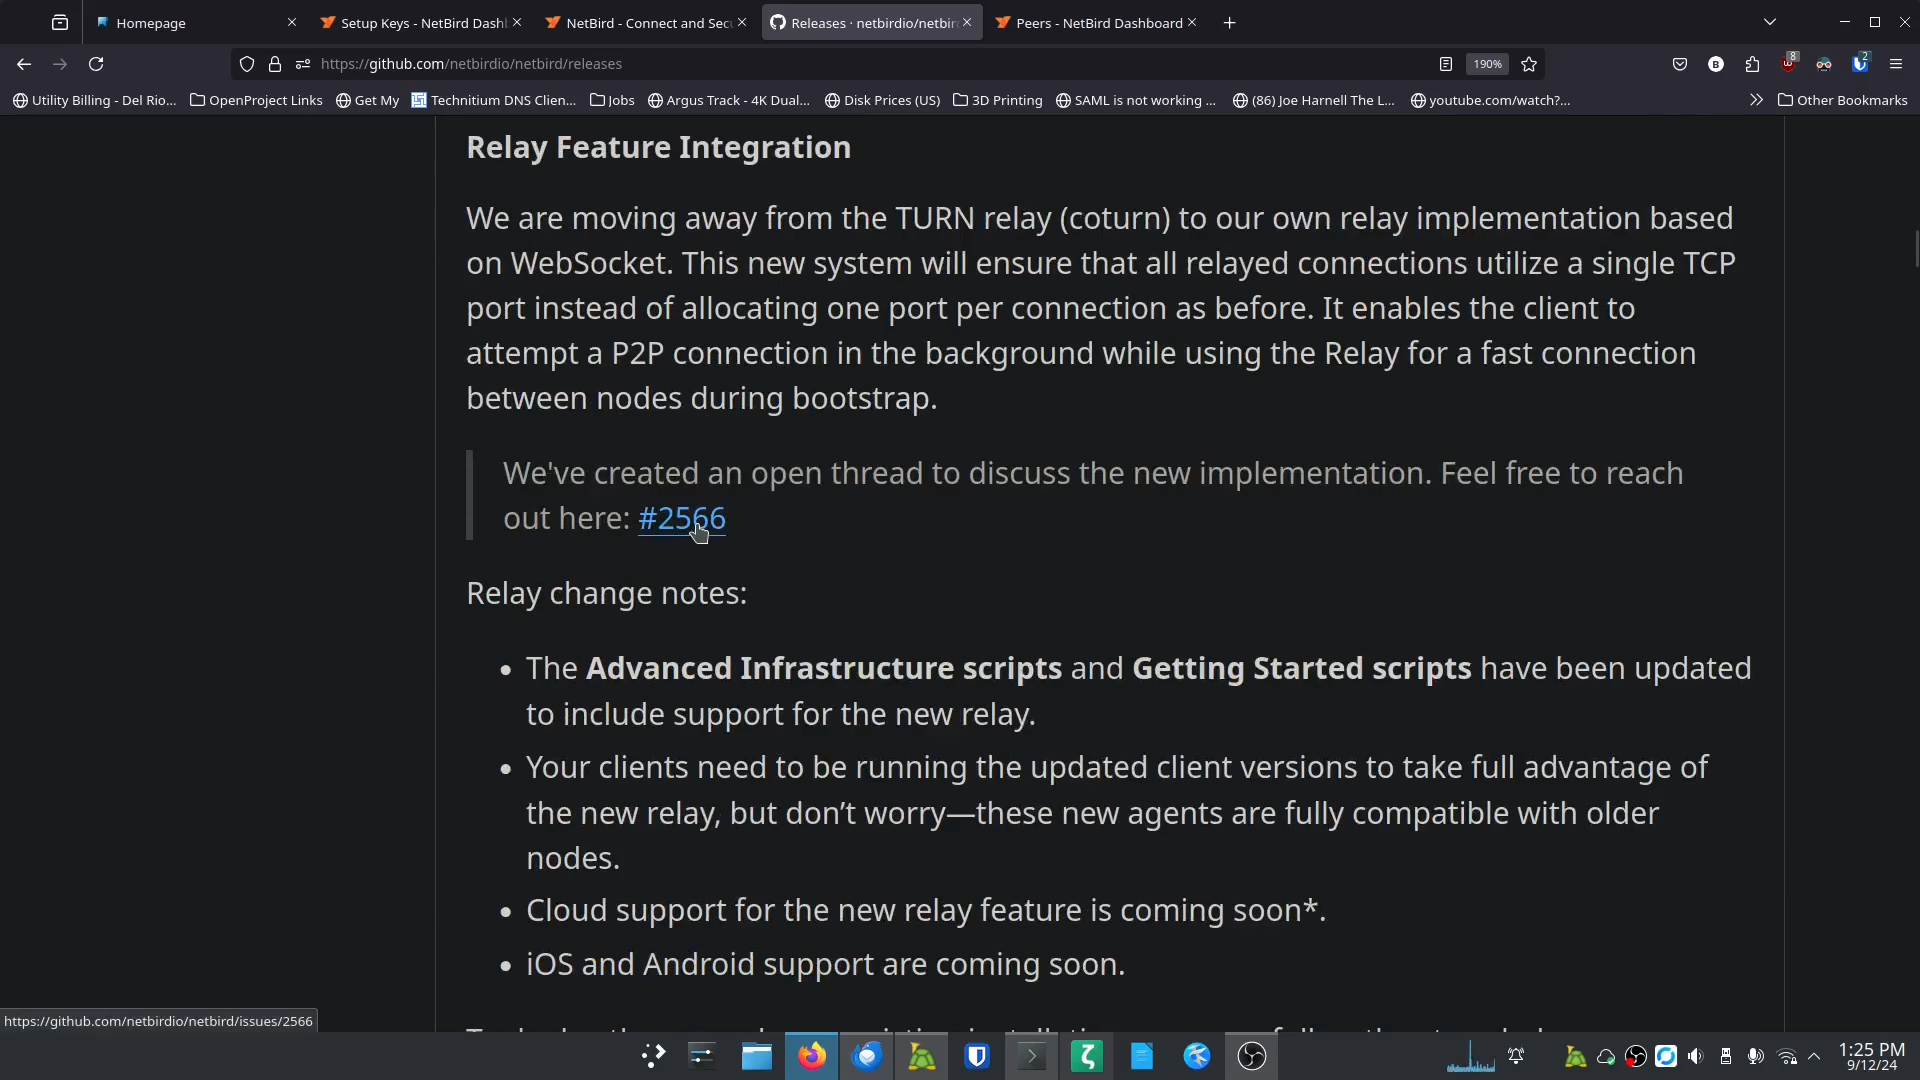 Homepage
Setup Keys - NetBird Dashb
NetBird - Connect and Secu
Releases · netbirdio/netbir
Peers - NetBird Dashboard
https://github.com/netbirdio/netbird/releases
190%
8
2
Utility Billing - Del Rio...
OpenProject Links
Get My
Technitium DNS Clien...
Jobs
Argus Track - 4K Dual...
Disk Prices (US)
3D Printing
SAML is not working ...
(86) Joe Harnell The L...
youtube.com/watch?...
Other Bookmarks
Relay Feature Integration
We are moving away from the TURN relay (coturn) to our own relay implementation based
on WebSocket. This new system will ensure that all relayed connections utilize a single TCP
port instead of allocating one port per connection as before. It enables the client to
attempt a P2P connection in the background while using the Relay for a fast connection
between nodes during bootstrap.
We've created an open thread to discuss the new implementation. Feel free to reach
out here: #2566
Relay change notes:
• The Advanced Infrastructure scripts and Getting Started scripts have been updated
to include support for the new relay.
• Your clients need to be running the updated client versions to take full advantage of
the new relay, but don’t worry—these new agents are fully compatible with older
nodes.
• Cloud support for the new relay feature is coming soon*.
• iOS and Android support are coming soon.
https://github.com/netbirdio/netbird/issues/2566
1:25 PM
9/12/24